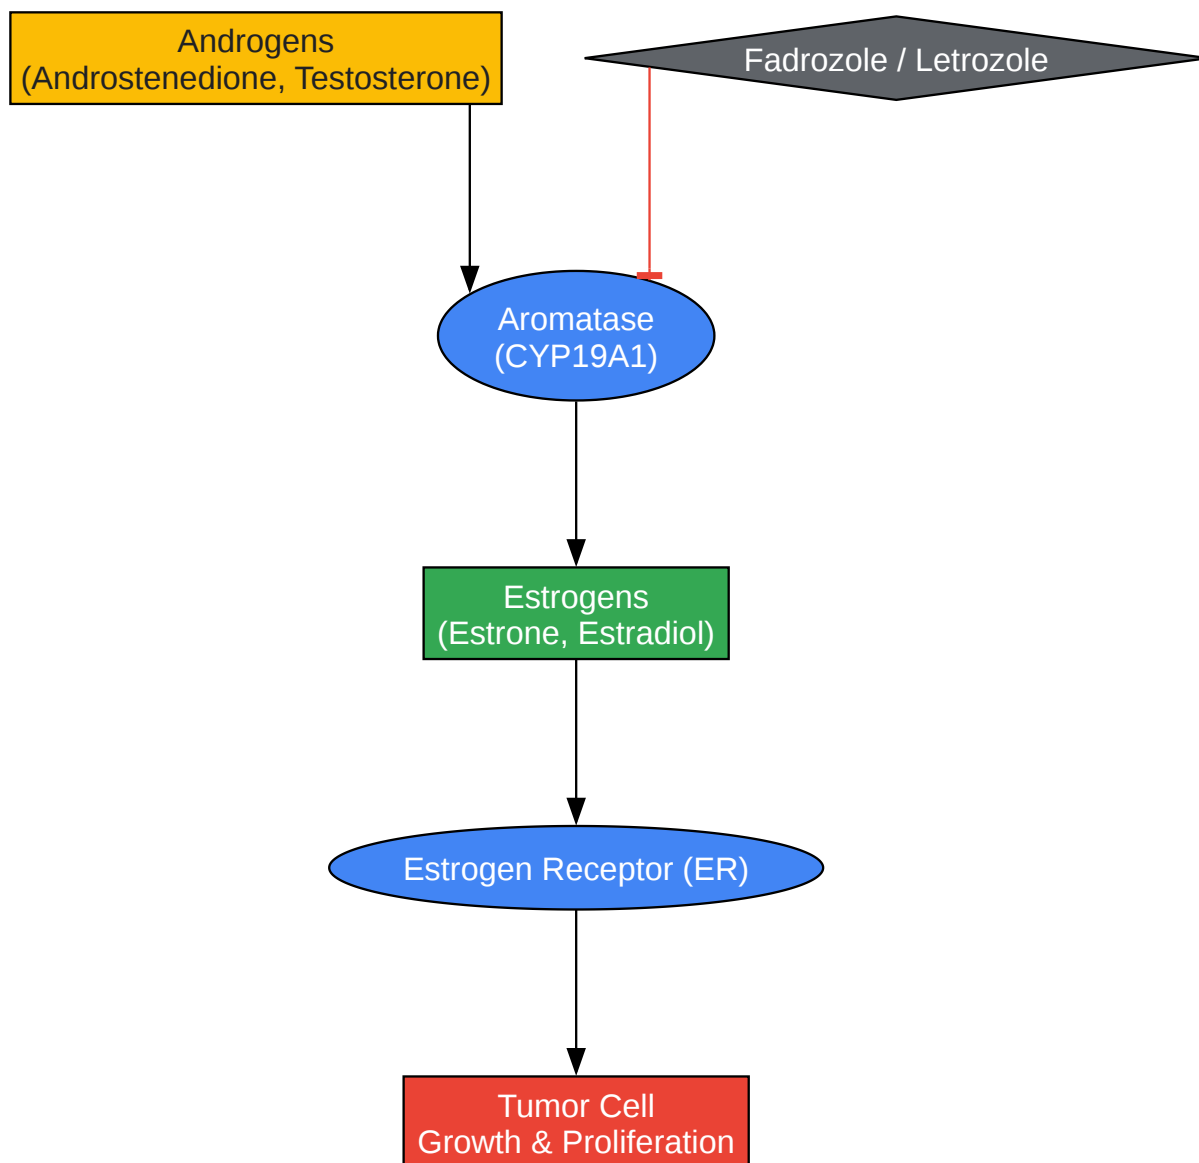 Androgens
(Androstenedione, Testosterone)
Fadrozole / Letrozole
Aromatase
(CYP19A1)
Estrogens
(Estrone, Estradiol)
Estrogen Receptor (ER)
Tumor Cell
Growth & Proliferation